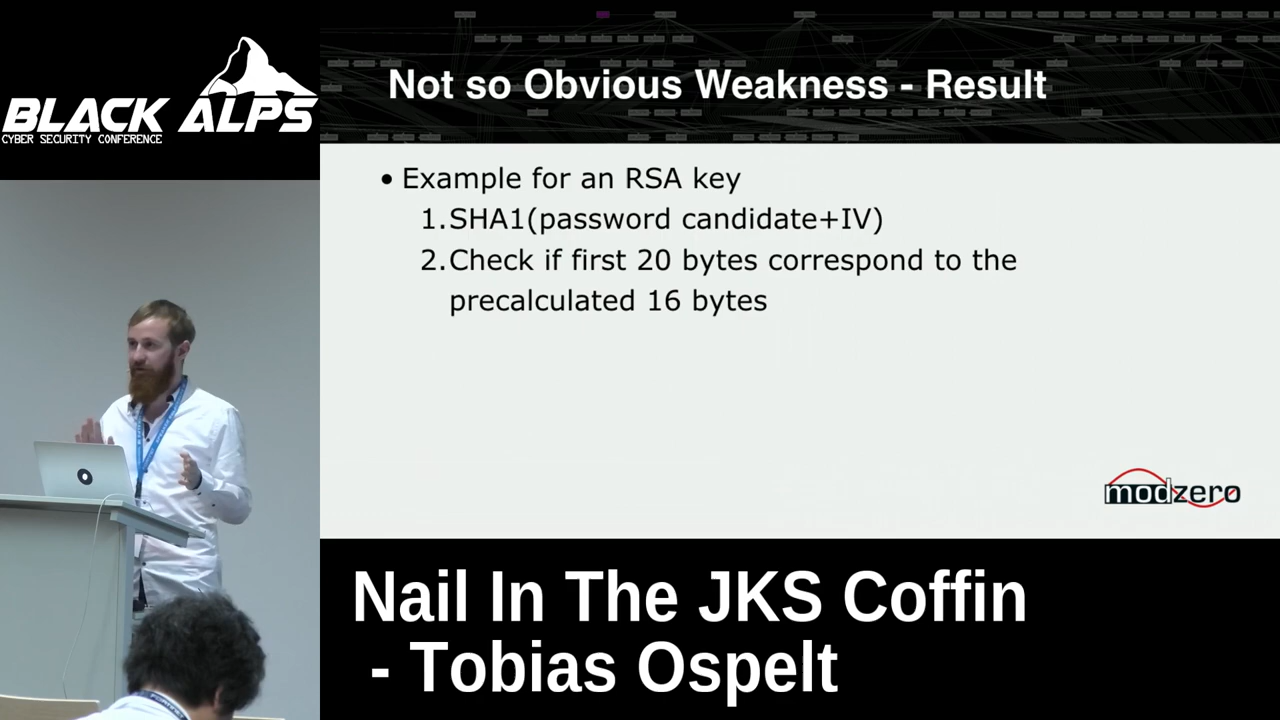 BLACK ALPS
CYBER SECURITY CONFERENCE
Not so Obvious Weakness - Result
• Example for an RSA key
1.SHA1(password candidate+IV)
2.Check if first 20 bytes correspond to the
precalculated 16 bytes
modzero
Nail In The JKS Coffin
- Tobias Ospelt